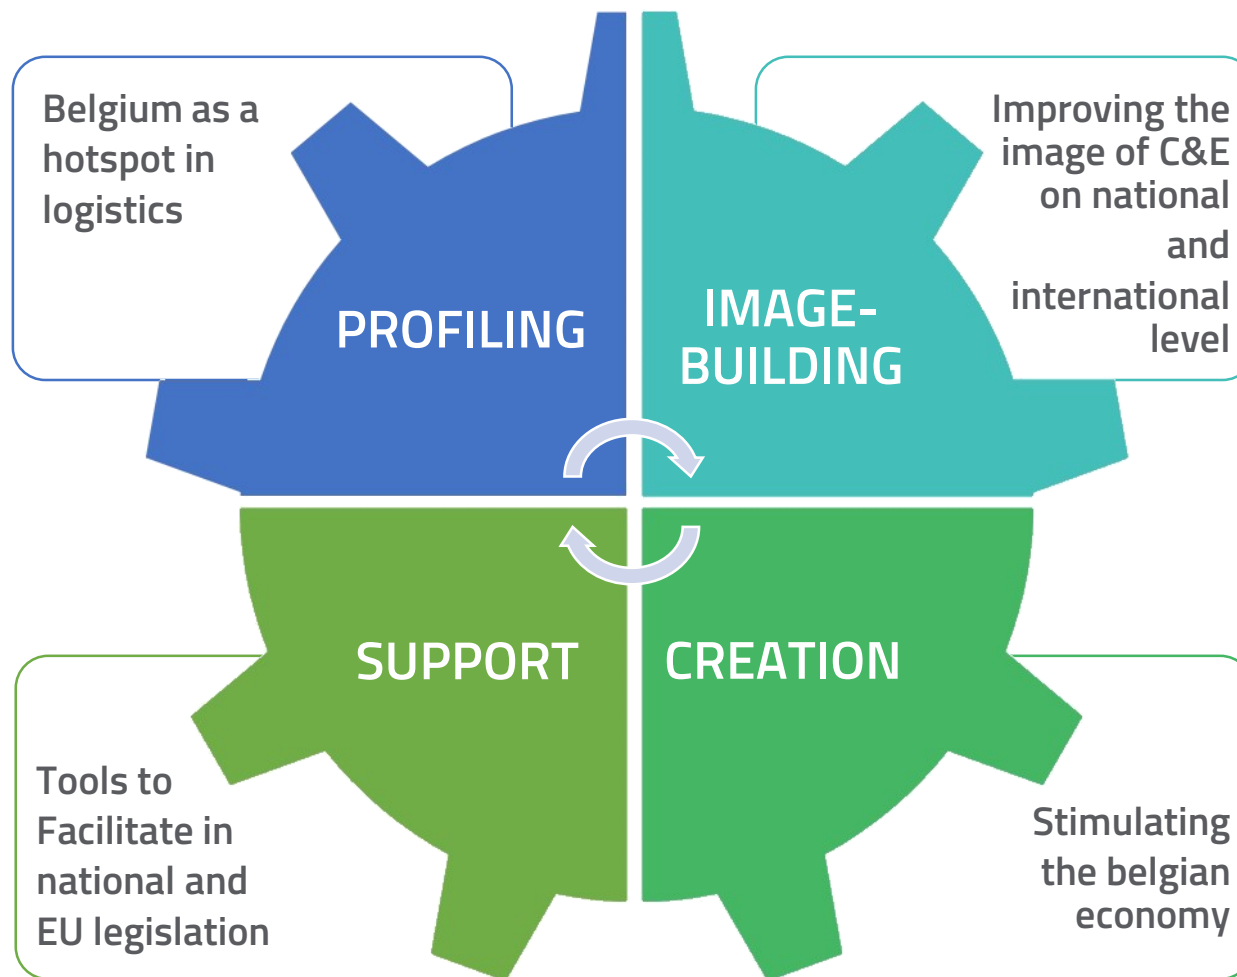 Belgium as a
hotspot in
logistics
Improving the
image of C&E
on national
and
international
level
PROFILING
IMAGE-
BUILDING
SUPPORT
CREATION
Tools to
Facilitate in
national and
EU legislation
Stimulating
the belgian
economy